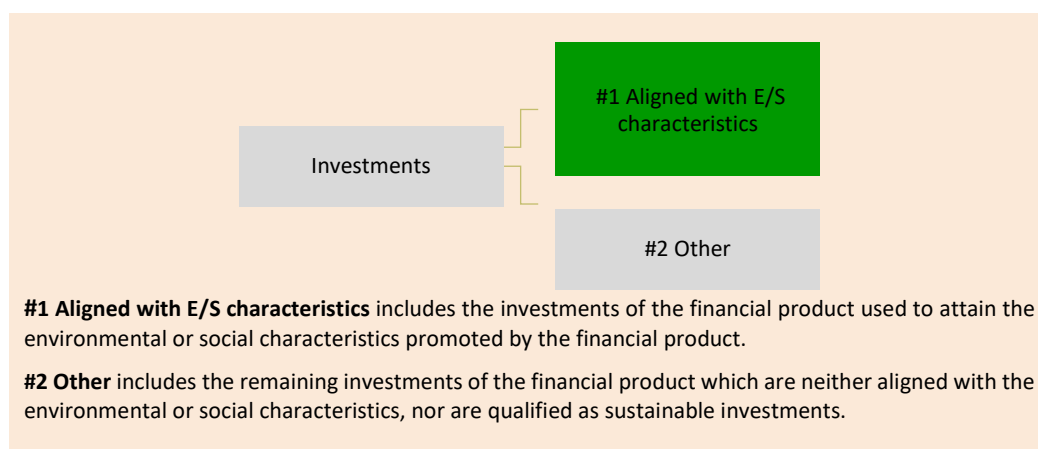 #1 Aligned with E/S
characteristics
Investments
#2 Other
#1 Aligned with E/S characteristics includes the investments of the financial product used to attain the
environmental or social characteristics promoted by the financial product.
#2 Other includes the remaining investments of the financial product which are neither aligned with the
environmental or social characteristics, nor are qualified as sustainable investments.